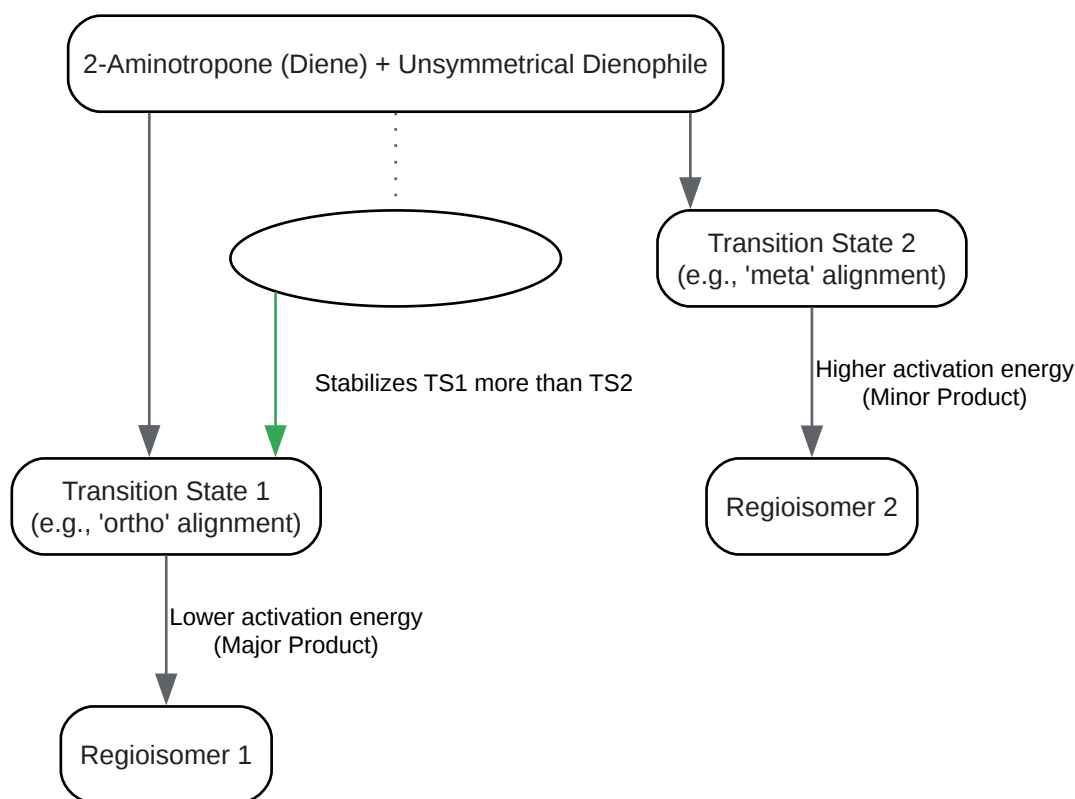 2-Aminotropone (Diene) + Unsymmetrical Dienophile
Transition State 2
(e.g., 'meta' alignment)
Stabilizes TS1 more than TS2
Higher activation energy
(Minor Product)
Transition State 1
(e.g., 'ortho' alignment)
Regioisomer 2
Lower activation energy
(Major Product)
Regioisomer 1